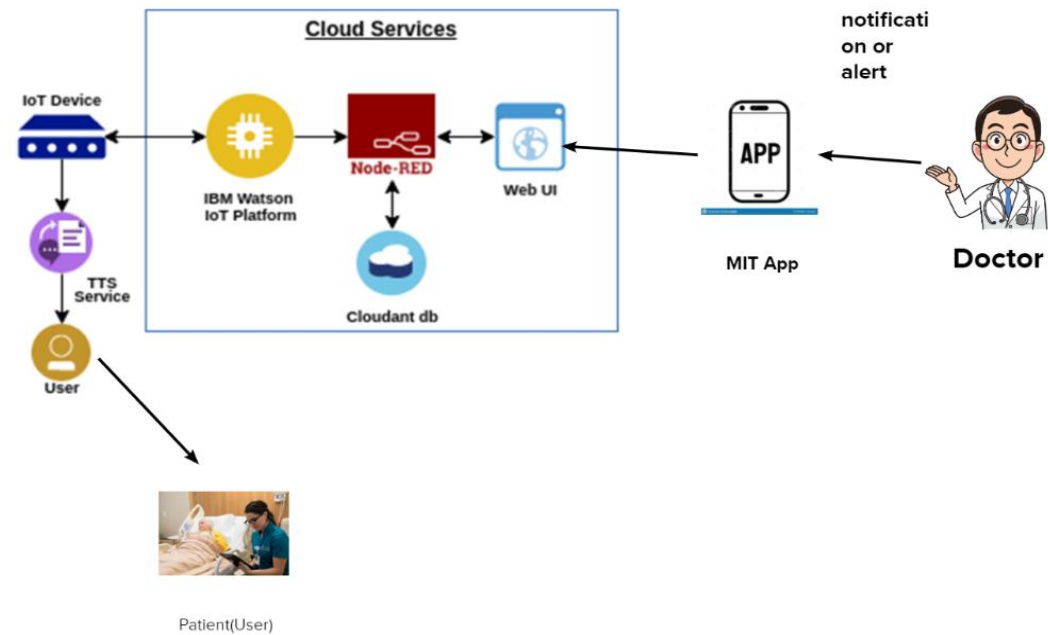 Cloud Services
notificati
on or
alert
IoT Device
APP
Node-RED
IBM Watson
IoT Platform
Web UI
MIT App
Doctor
TTS
Service
Cloudant db
User
Patient(User)